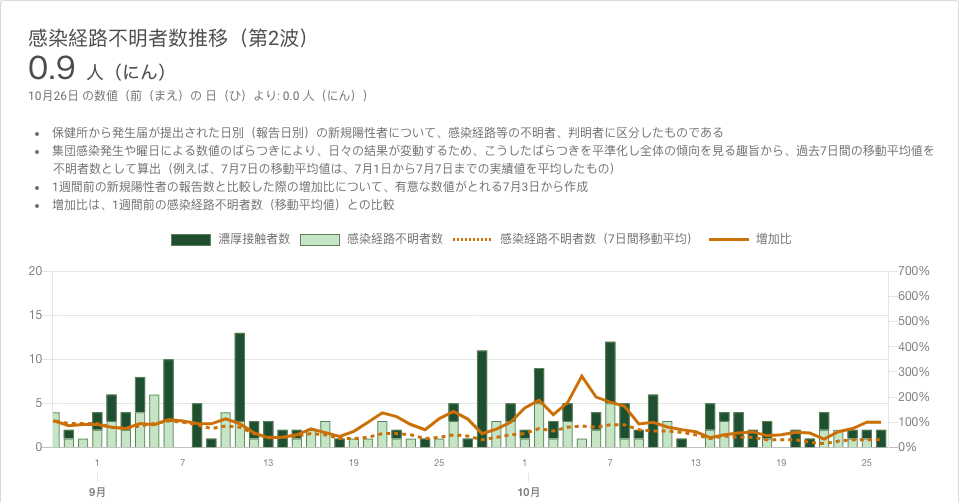 感染経路不明者数推移（第2波）
0.9 人（にん）
10月26日 の数値（前（まえ）の 日（ひ）より: 0.0 人（にん））
• 保健所から発生届が提出された日別（報告日別）の新規陽性者について、感染経路等の不明者、判明者に区分したものである
• 集団感染発生や曜日による数値のばらつきにより、日々の結果が変動するため、こうしたばらつきを平準化し全体の傾向を見る趣旨から、過去7日間の移動平均値を
不明者数として算出（例えば、7月7日の移動平均値は、7月1日から7月7日までの実績値を平均したもの）
• 1週間前の新規陽性者の報告数と比較した際の増加比について、有意な数値がとれる7月3日から作成
• 増加比は、1週間前の感染経路不明者数（移動平均値）との比較
濃厚接触者数 感染経路不明者数 感染経路不明者数（7日間移動平均） 増加比
20 700%
600%
15
500%
400%
10
300%
5 200%
100%
0 0%
1 7 13 19 25 1 7 13 19 25
9月 10月